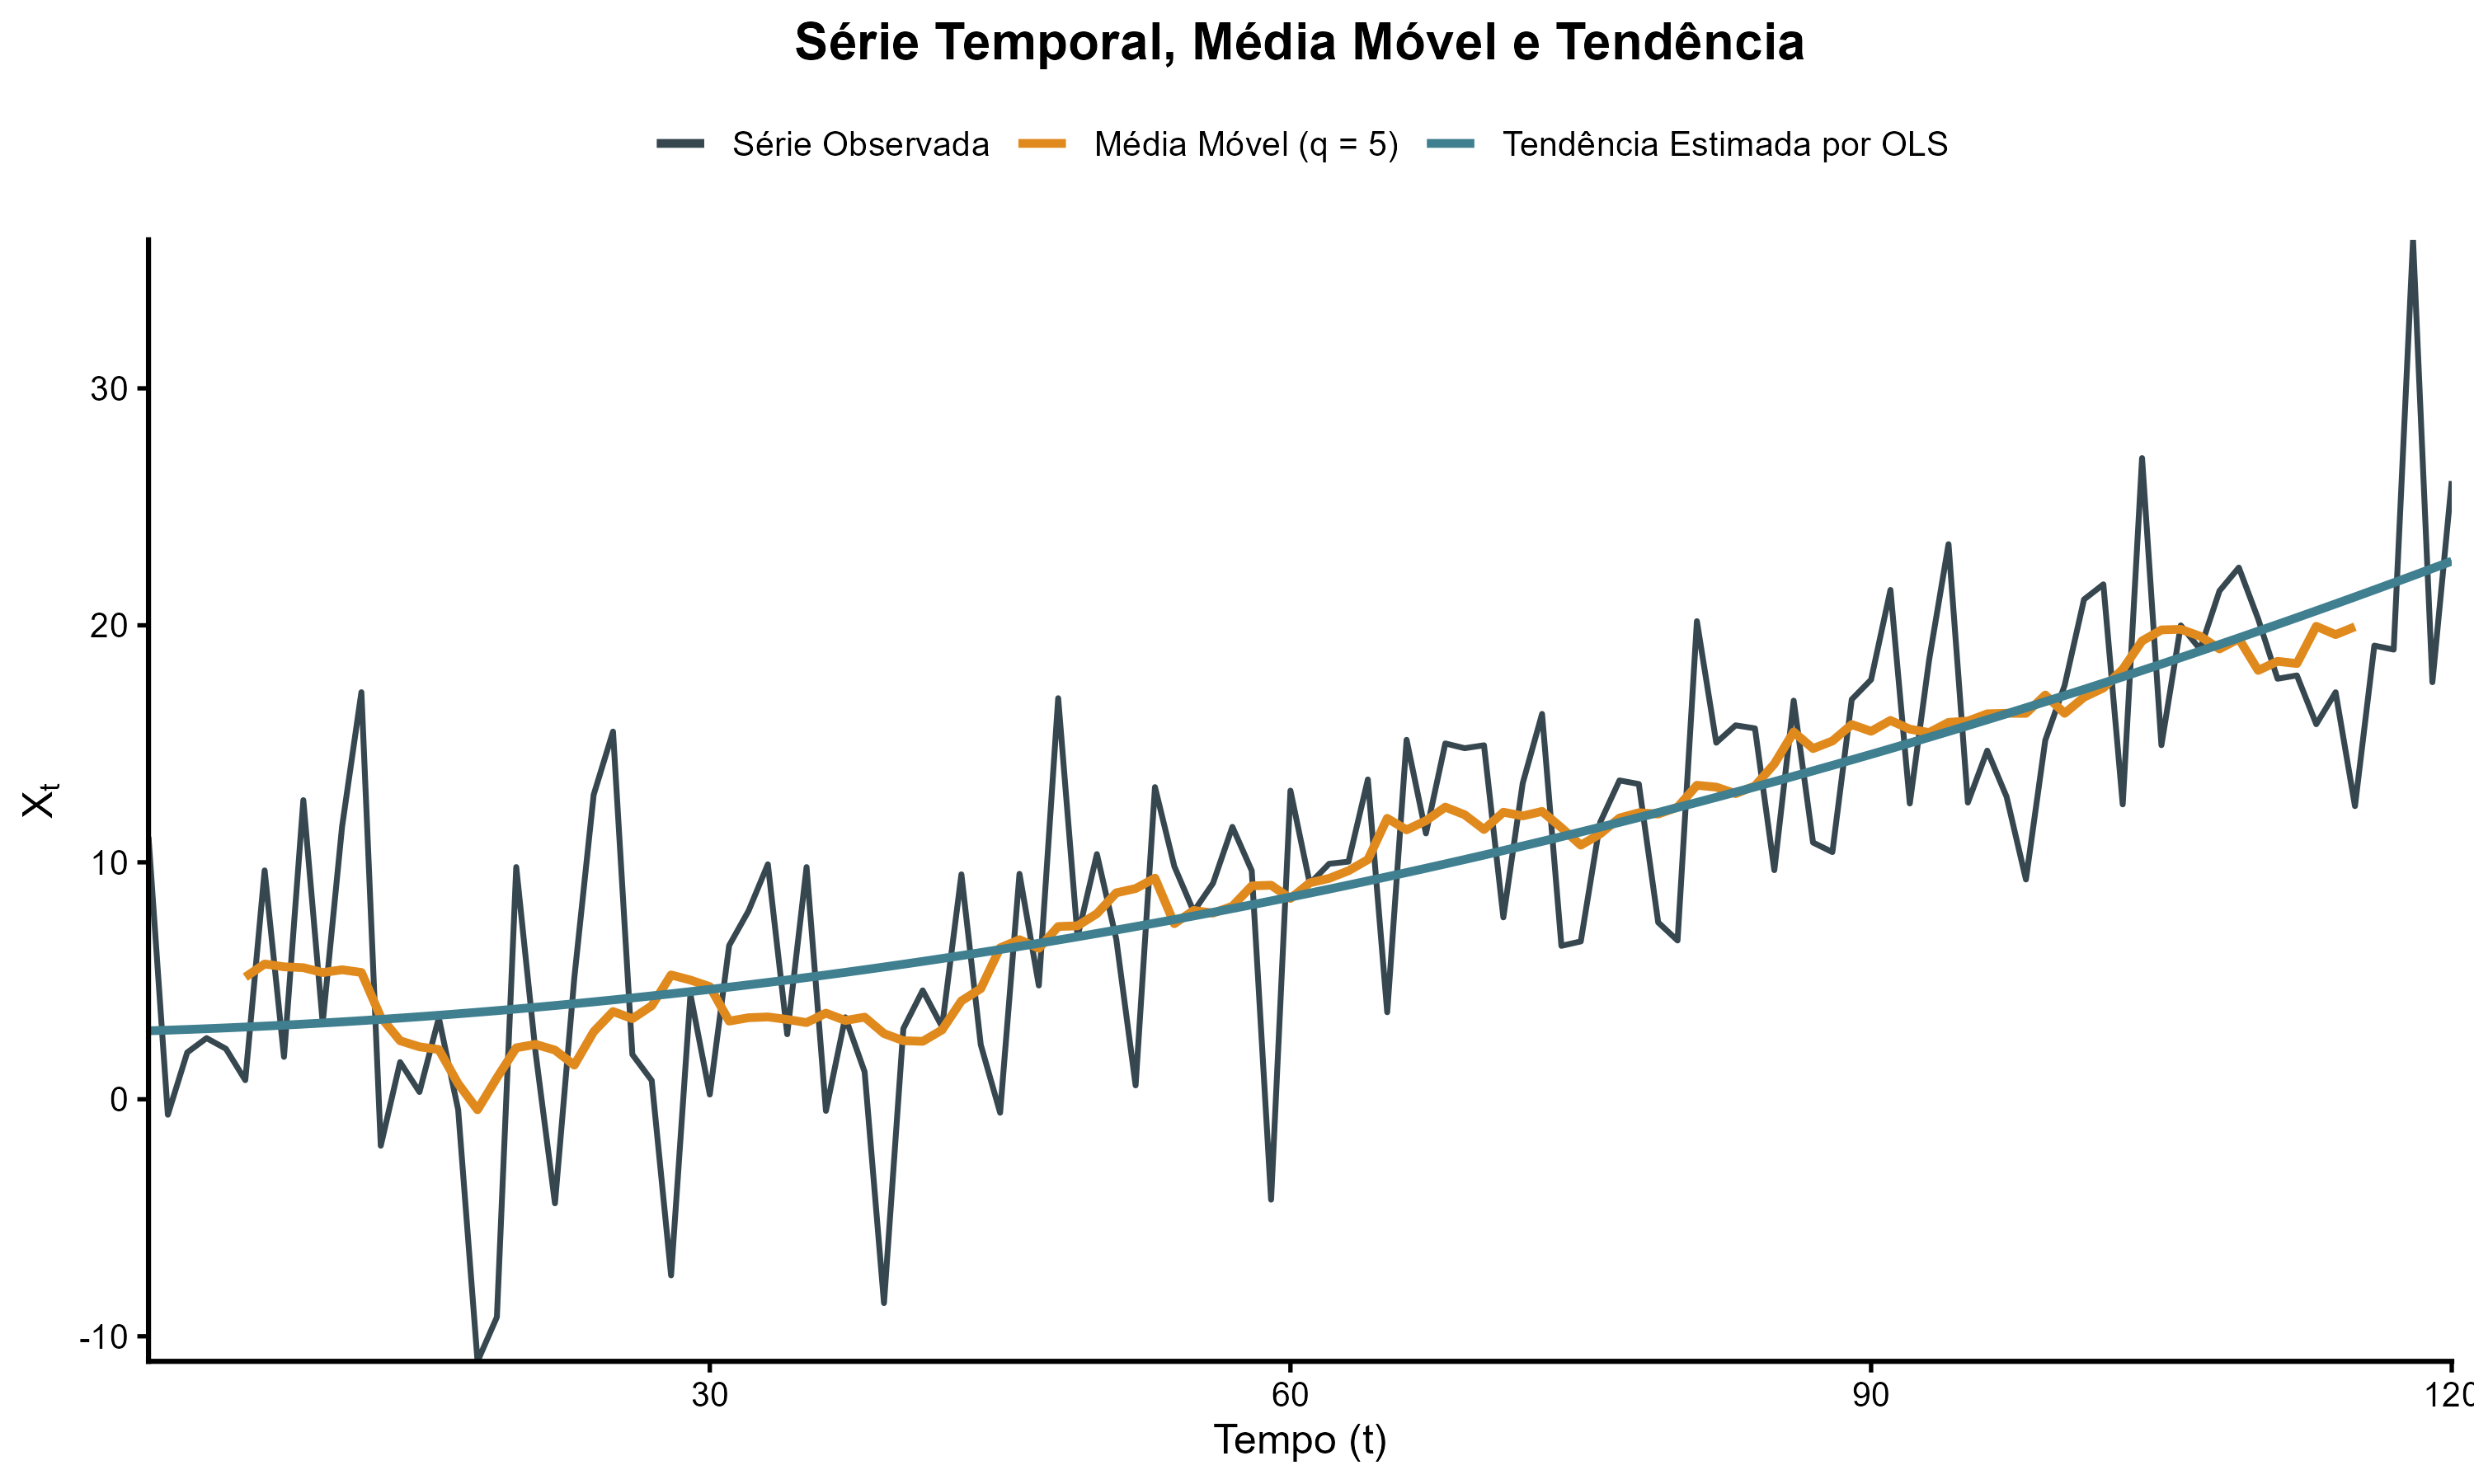 Série Temporal, Média Móvel e Tendência
Série Observada Média Móvel (q = 5) Tendência Estimada por OLS
30
20
10
0
-10
Xt
30 60 90 120
Tempo (t)